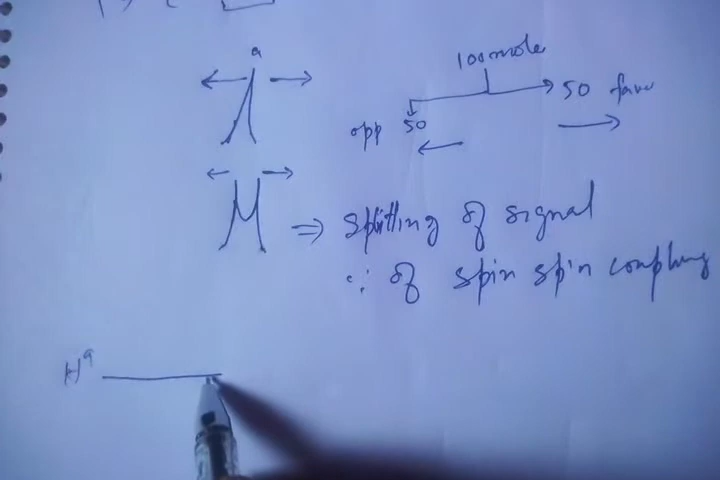 a
100 mole
50 favo
opp 50
⇒ splitting of signal
∵ of spin spin coupling
Hᵃ